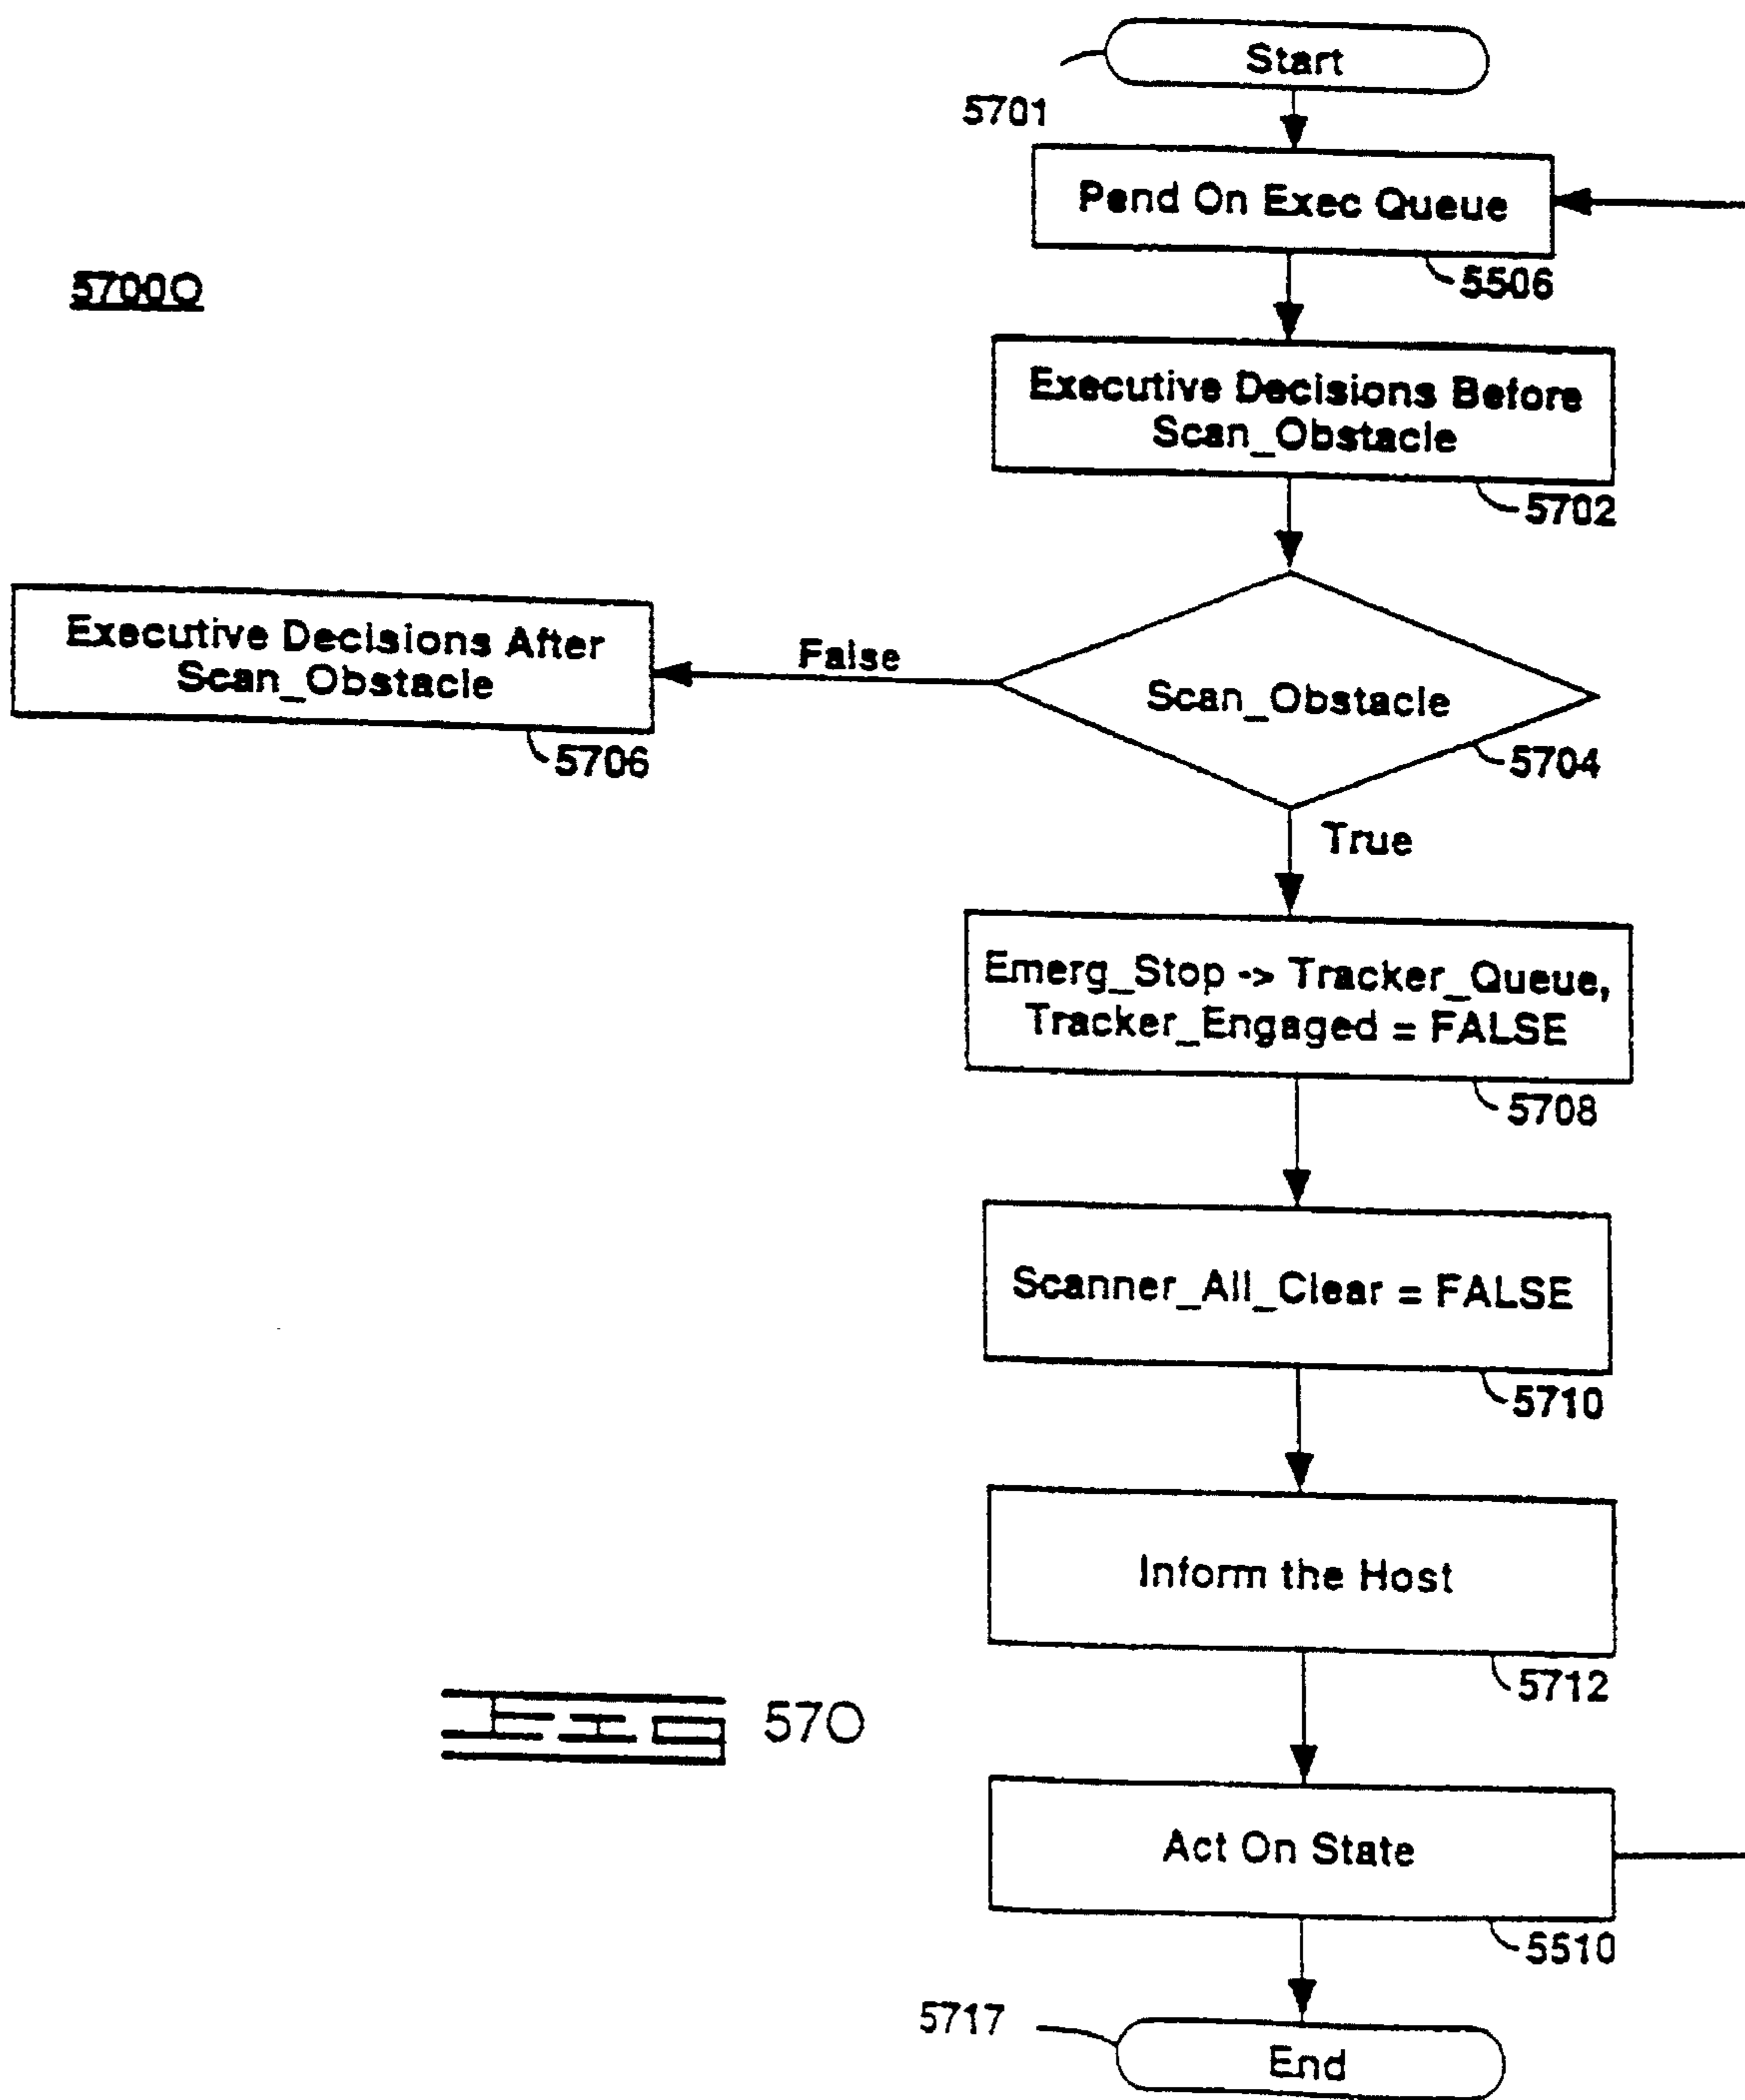 Start
5701
Pend On Exec Queue
5506
5700Q
Executive Decisions Before
Scan_Obstacle
5702
Executive Decisions After
Scan_Obstacle
5706
False
Scan_Obstacle
5704
True
Emerg_Stop -> Tracker_Queue,
Tracker_Engaged = FALSE
5708
Scanner_All_Clear = FALSE
5710
Inform the Host
5712
FIG 57O
Act On State
5510
5717
End